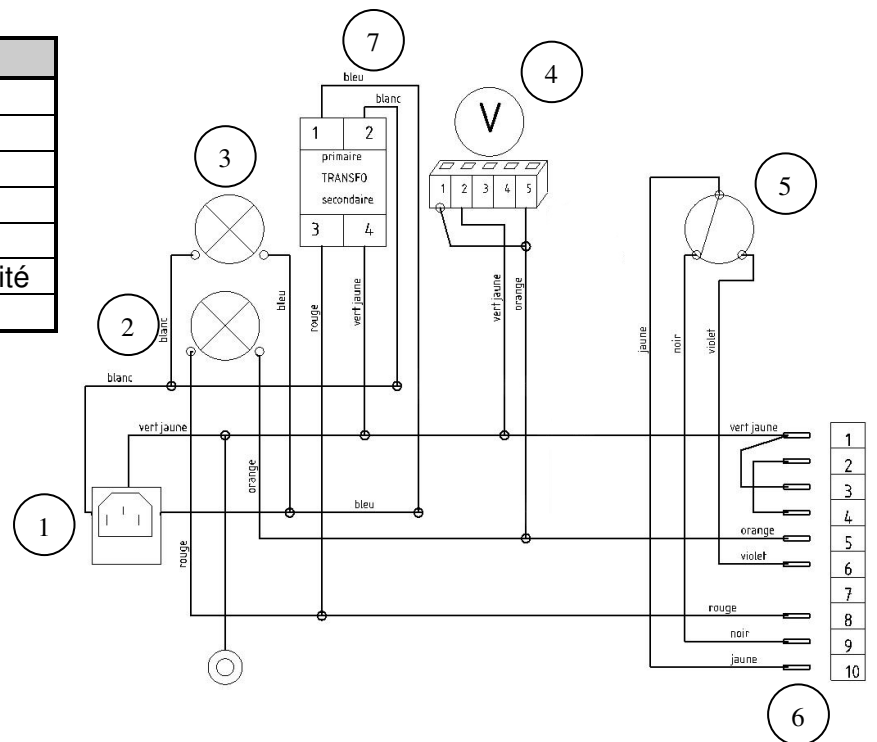 7
bleu
4
blanc
V
1 2
3
primaire
TRANSFO
secondaire
1 2 3 4 5
5
3 4
ité
bleu
rouge
vert jaune
vert jaune
orange
jaune
noir
violet
2
blanc
blanc
vert jaune
vert jaune
1
2
3
4
orange
bleu
1
orange
5
violet
6
rouge
7
rouge
8
noir
9
jaune
10
6